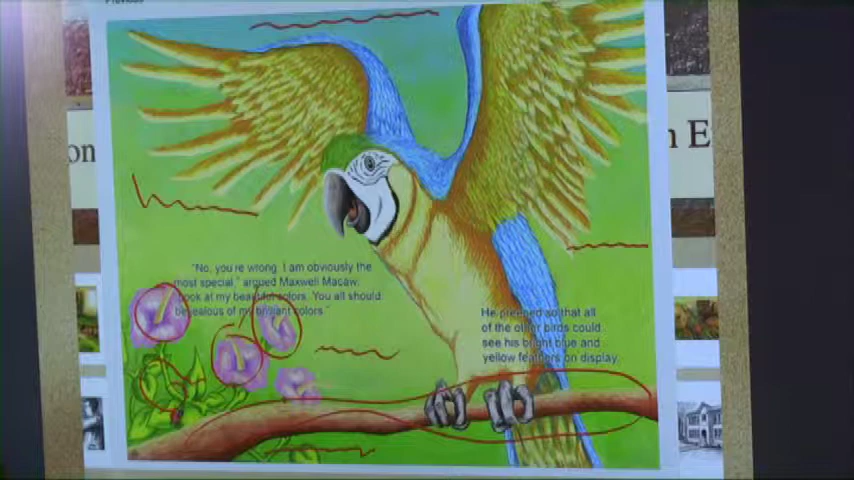 Previous
on
n E
"No, you're wrong. I am obviously the
most special," argued Maxwell Macaw.
"Look at my beautiful colors. You all should
be jealous of my brilliant colors."
He preened so that all
of the other birds could
see his bright blue and
yellow feathers on display.